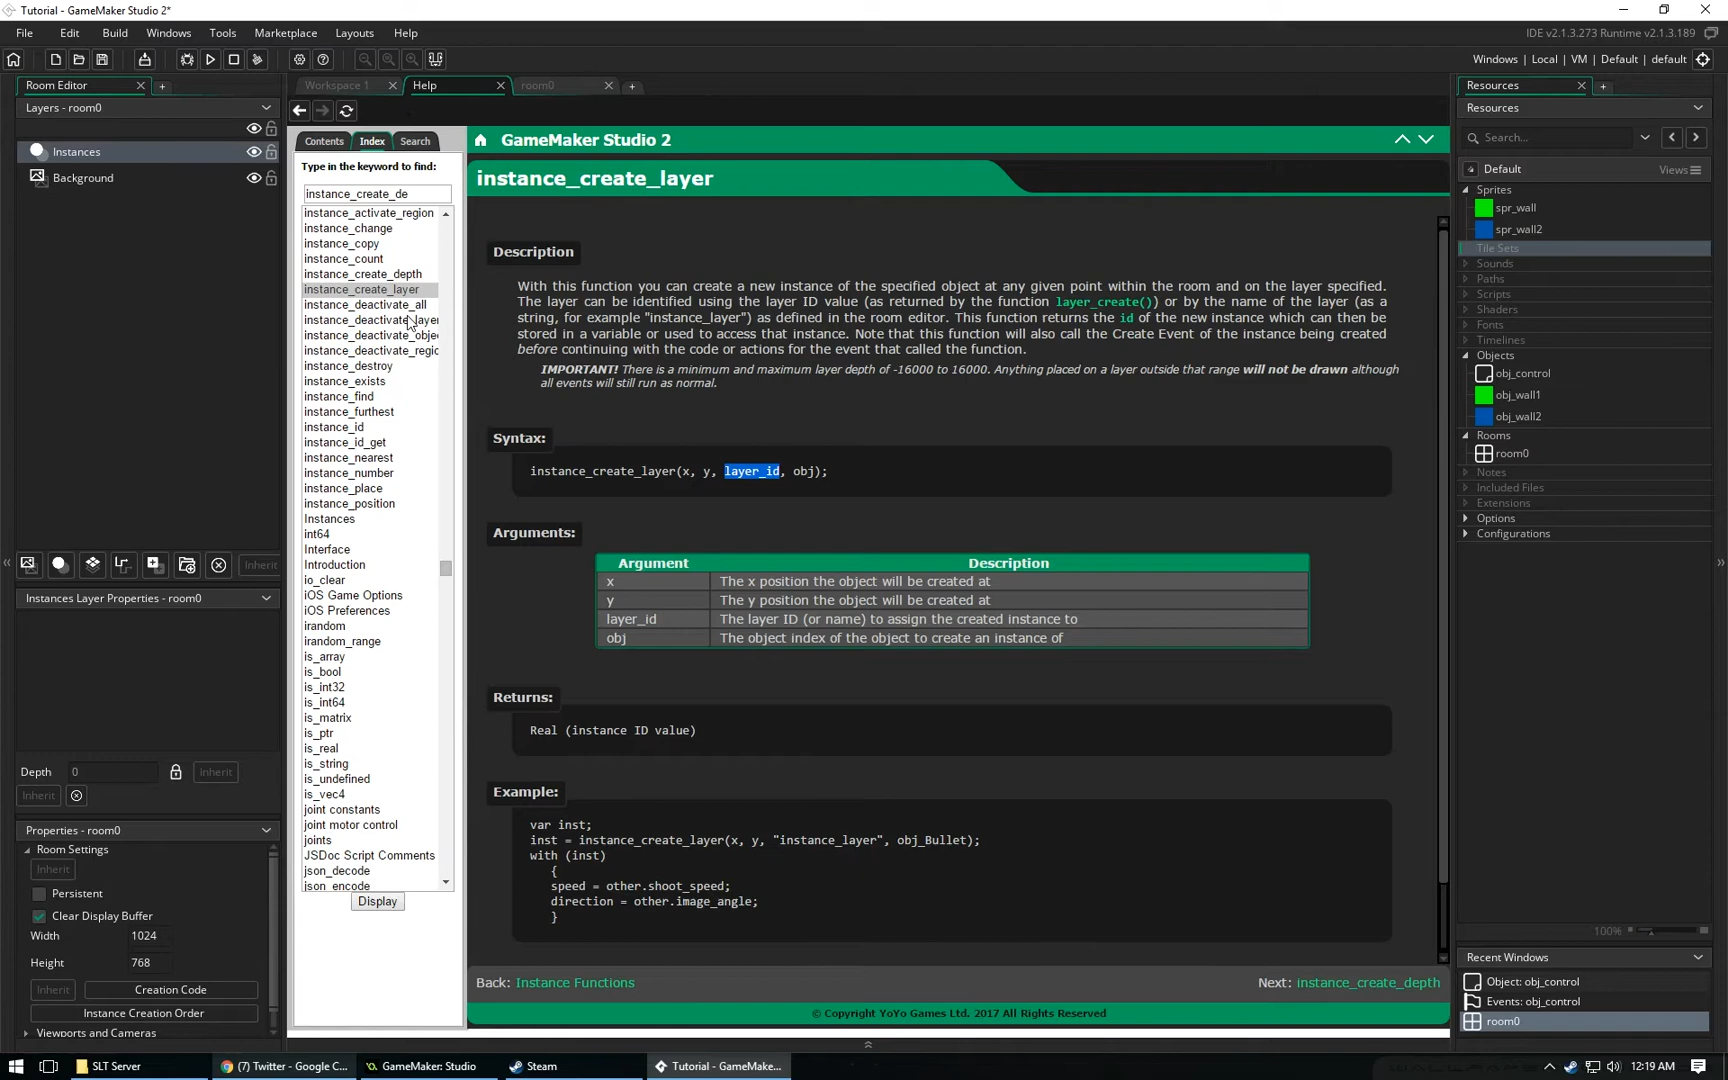 Tutorial - GameMaker Studio 2*
File Edit Build Windows Tools Marketplace Layouts Help
IDE v2.1.3.273 Runtime v2.1.3.189
Windows | Local | VM | Default | default
Room Editor
Layers - room0
Instances
Background
Inherit
Instances Layer Properties - room0
Depth 0 Inherit
Inherit
Properties - room0
Room Settings
Inherit
Persistent
Clear Display Buffer
Width 1024
Height 768
Inherit Creation Code
Instance Creation Order
Viewports and Cameras
Workspace 1 Help room0
Contents Index Search
Type in the keyword to find:
instance_create_de
instance_activate_region
instance_change
instance_copy
instance_count
instance_create_depth
instance_create_layer
instance_deactivate_all
instance_deactivate_layer
instance_deactivate_objec
instance_deactivate_regio
instance_destroy
instance_exists
instance_find
instance_furthest
instance_id
instance_id_get
instance_nearest
instance_number
instance_place
instance_position
Instances
int64
Interface
Introduction
io_clear
iOS Game Options
iOS Preferences
irandom
irandom_range
is_array
is_bool
is_int32
is_int64
is_matrix
is_ptr
is_real
is_string
is_undefined
is_vec4
joint constants
joint motor control
joints
JSDoc Script Comments
json_decode
json_encode
Display
GameMaker Studio 2
instance_create_layer
Description
With this function you can create a new instance of the specified object at any given point within the room and on the layer specified.
The layer can be identified using the layer ID value (as returned by the function layer_create()) or by the name of the layer (as a
string, for example "instance_layer") as defined in the room editor. This function returns the id of the new instance which can then be
stored in a variable or used to access that instance. Note that this function will also call the Create Event of the instance being created
before continuing with the code or actions for the event that called the function.
IMPORTANT! There is a minimum and maximum layer depth of -16000 to 16000. Anything placed on a layer outside that range will not be drawn although
all events will still run as normal.
Syntax:
instance_create_layer(x, y, layer_id, obj);
Arguments:
Argument Description
x The x position the object will be created at
y The y position the object will be created at
layer_id The layer ID (or name) to assign the created instance to
obj The object index of the object to create an instance of
Returns:
Real (instance ID value)
Example:
var inst;
inst = instance_create_layer(x, y, "instance_layer", obj_Bullet);
with (inst)
{
speed = other.shoot_speed;
direction = other.image_angle;
}
Back: Instance Functions
Next: instance_create_depth
© Copyright YoYo Games Ltd. 2017 All Rights Reserved
Resources
Resources
Search...
Default Views
Sprites
spr_wall
spr_wall2
Tile Sets
Sounds
Paths
Scripts
Shaders
Fonts
Timelines
Objects
obj_control
obj_wall1
obj_wall2
Rooms
room0
Notes
Included Files
Extensions
Options
Configurations
100%
Recent Windows
Object: obj_control
Events: obj_control
room0
SLT Server
(7) Twitter - Google C...
GameMaker: Studio
Steam
Tutorial - GameMake...
12:19 AM